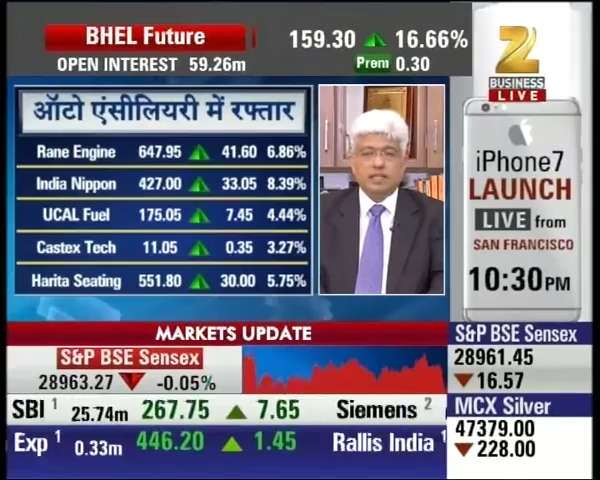 BHEL Future
159.30 16.66%
OPEN INTEREST 59.26m
Prem 0.30
Z
BUSINESS
LIVE
ऑटो एंसीलियरी में रफ्तार
Rane Engine 647.95 41.60 6.86%
India Nippon 427.00 33.05 8.39%
UCAL Fuel 175.05 7.45 4.44%
Castex Tech 11.05 0.35 3.27%
Harita Seating 551.80 30.00 5.75%
iPhone7
LAUNCH
LIVE from
SAN FRANCISCO
10:30PM
MARKETS UPDATE
S&P BSE Sensex
28963.27 -0.05%
S&P BSE Sensex
28961.45
16.57
SBI 1 25.74m 267.75 7.65 Siemens 2
Exp 1 0.33m 446.20 1.45 Rallis India 1
MCX Silver
47379.00
228.00